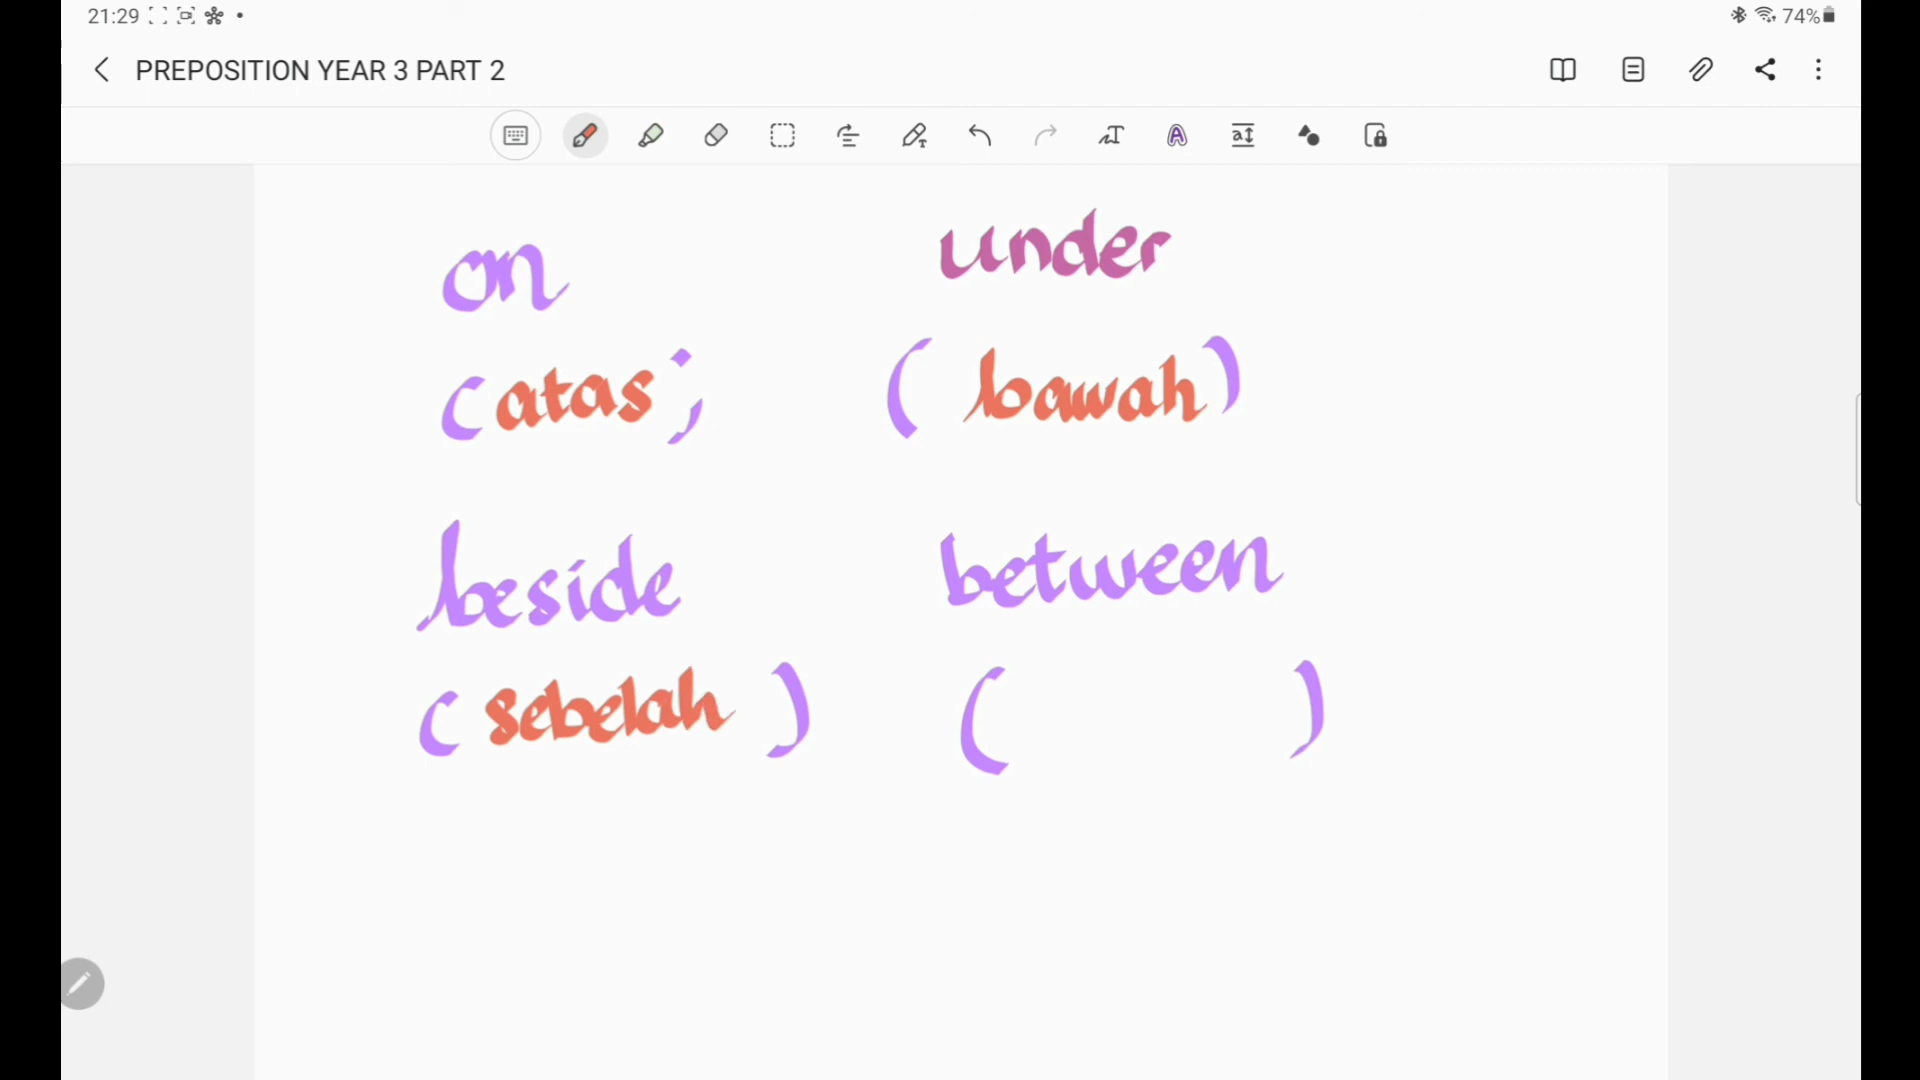 21:29 74%
PREPOSITION YEAR 3 PART 2
on under
(atas) (bawah)
beside between
(sebelah) ( )